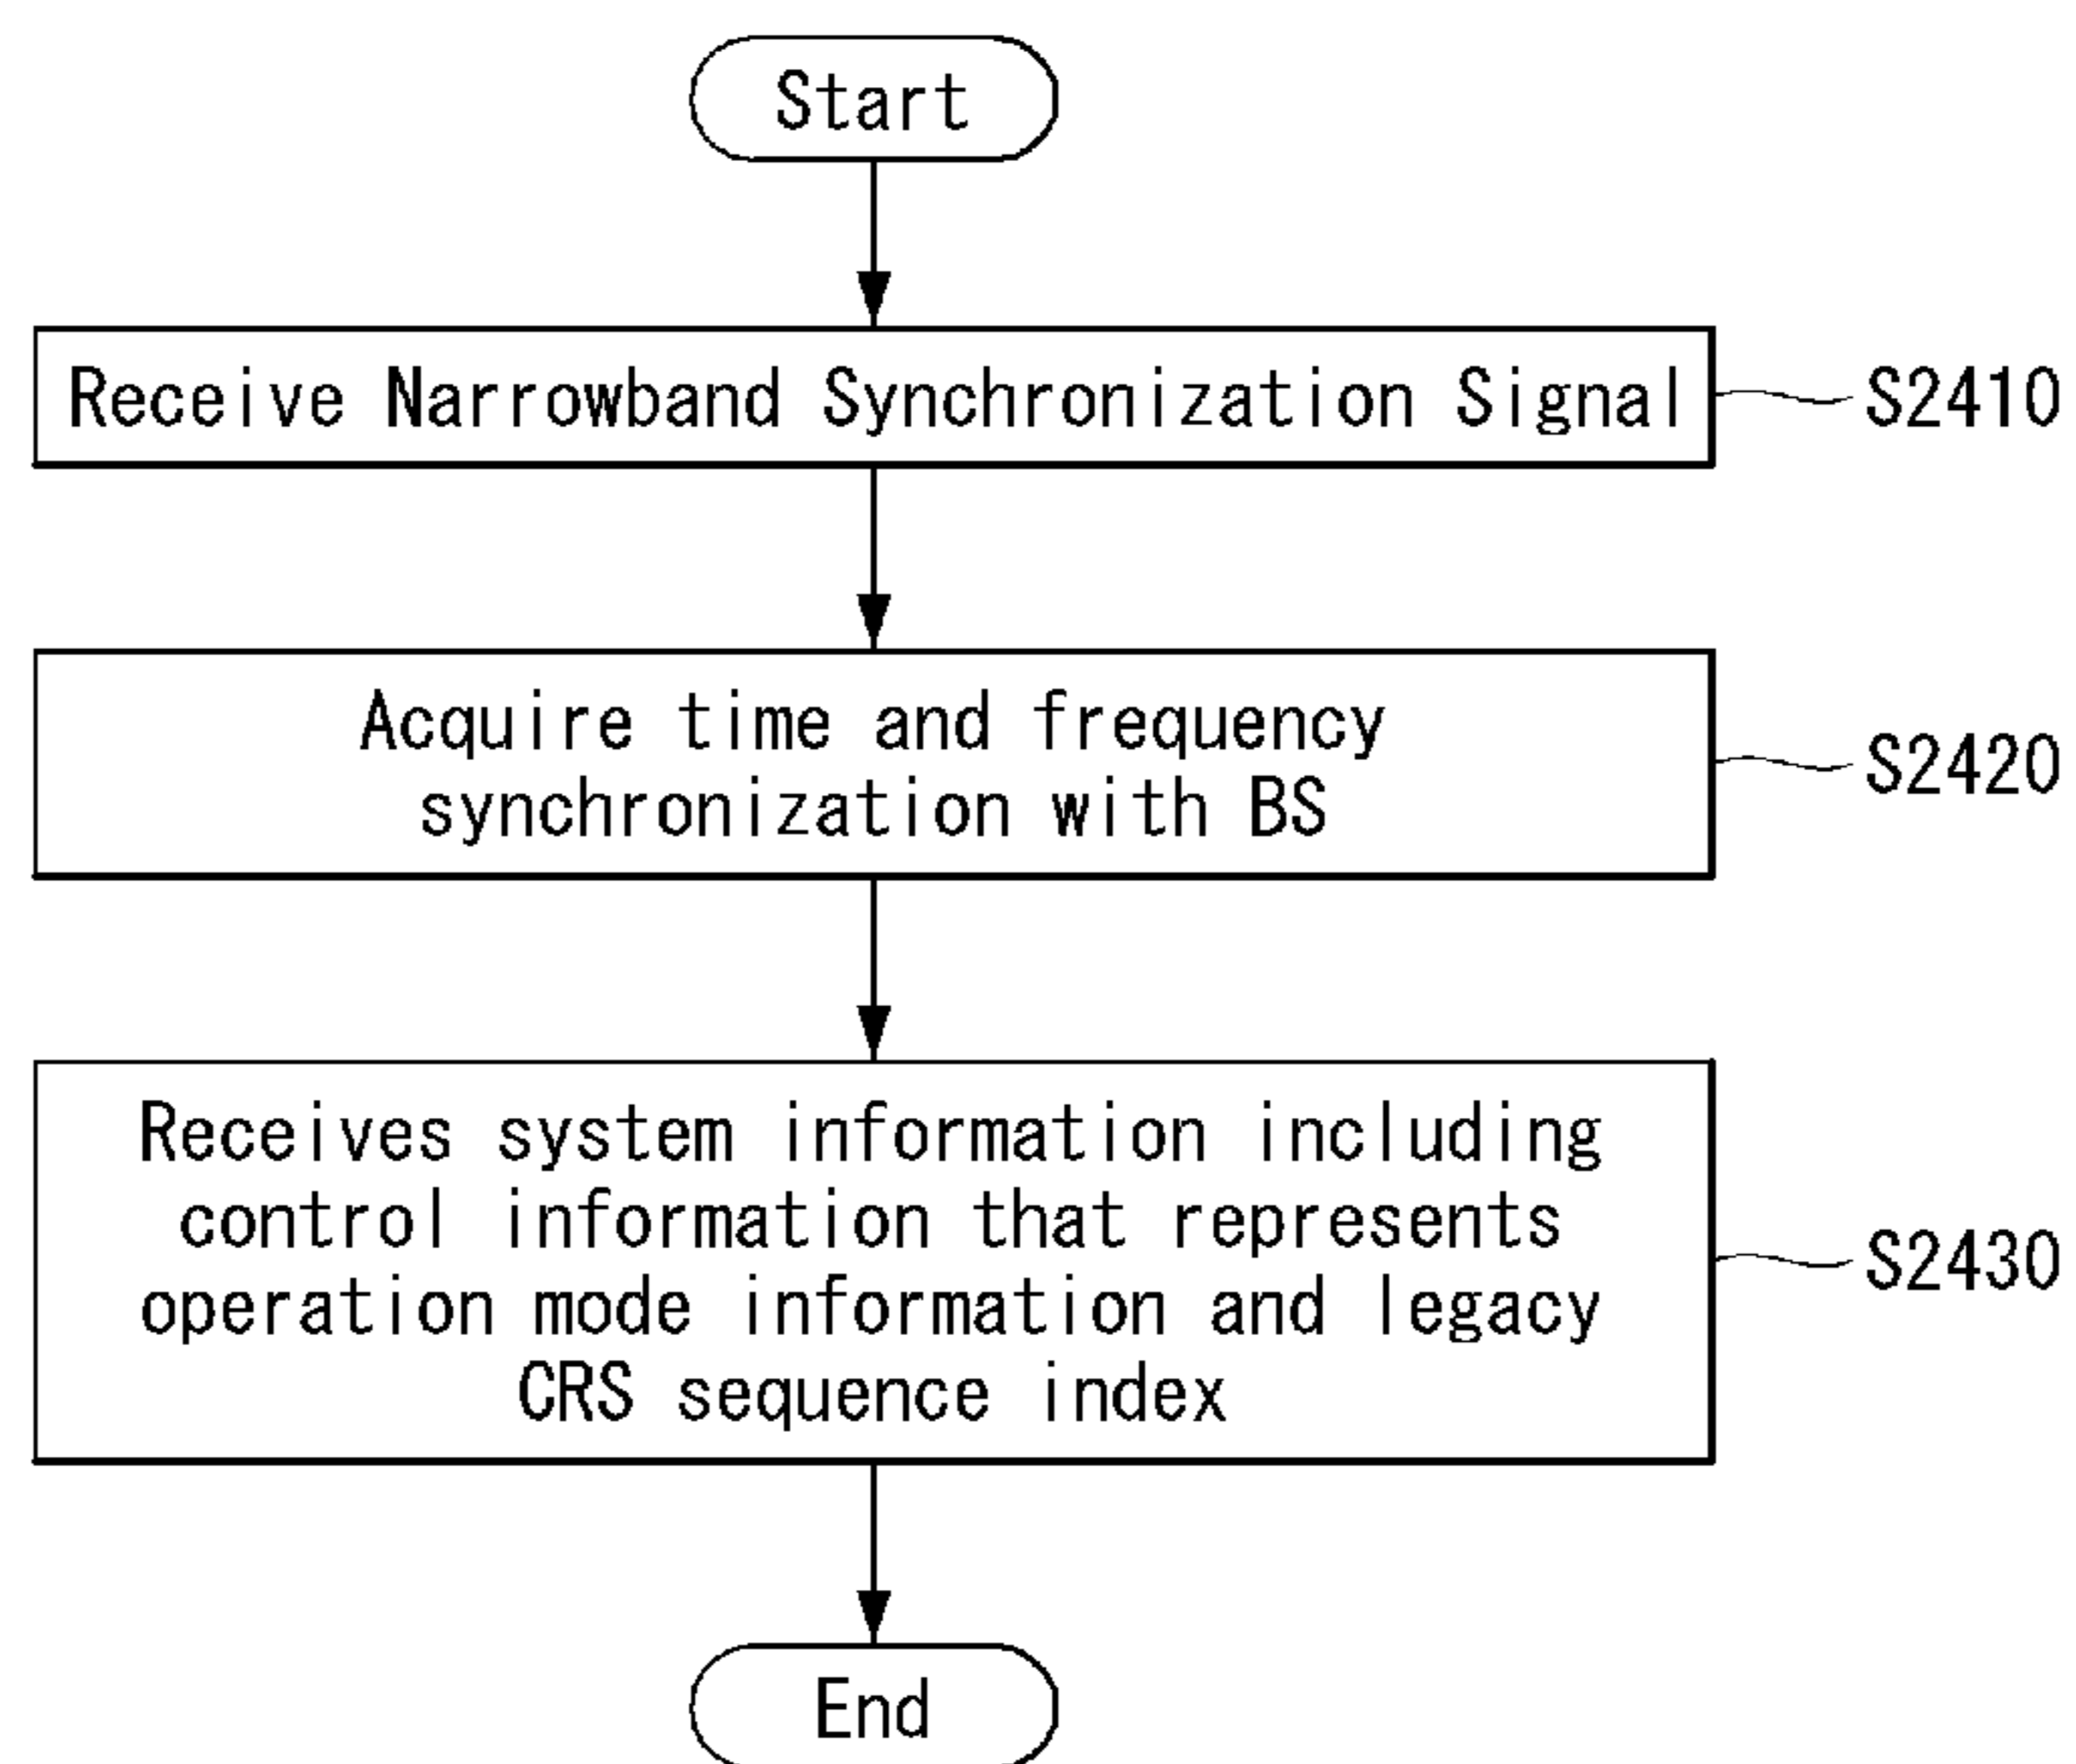 Start
Receive Narrowband Synchronization Signal
S2410
Acquire time and frequency
synchronization with BS
S2420
Receives system information including
control information that represents
operation mode information and legacy
CRS sequence index
S2430
End